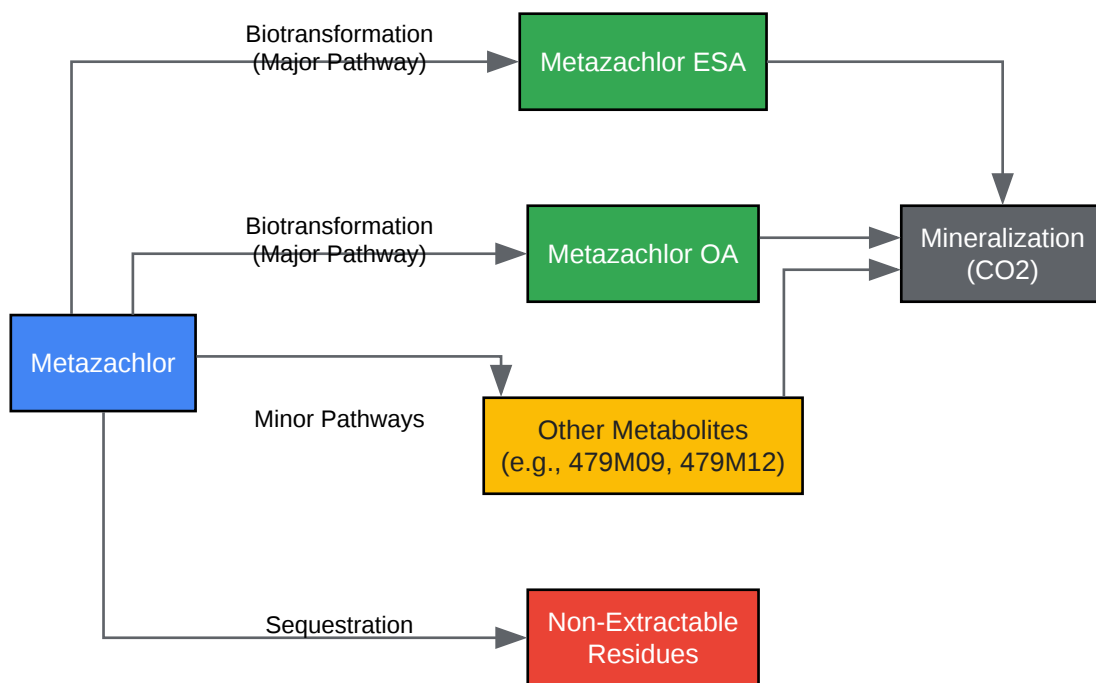 Biotransformation
(Major Pathway)
Metazachlor ESA
Biotransformation
(Major Pathway)
Metazachlor OA
Mineralization
(CO2)
Metazachlor
Minor Pathways
Other Metabolites
(e.g., 479M09, 479M12)
Sequestration
Non-Extractable
Residues